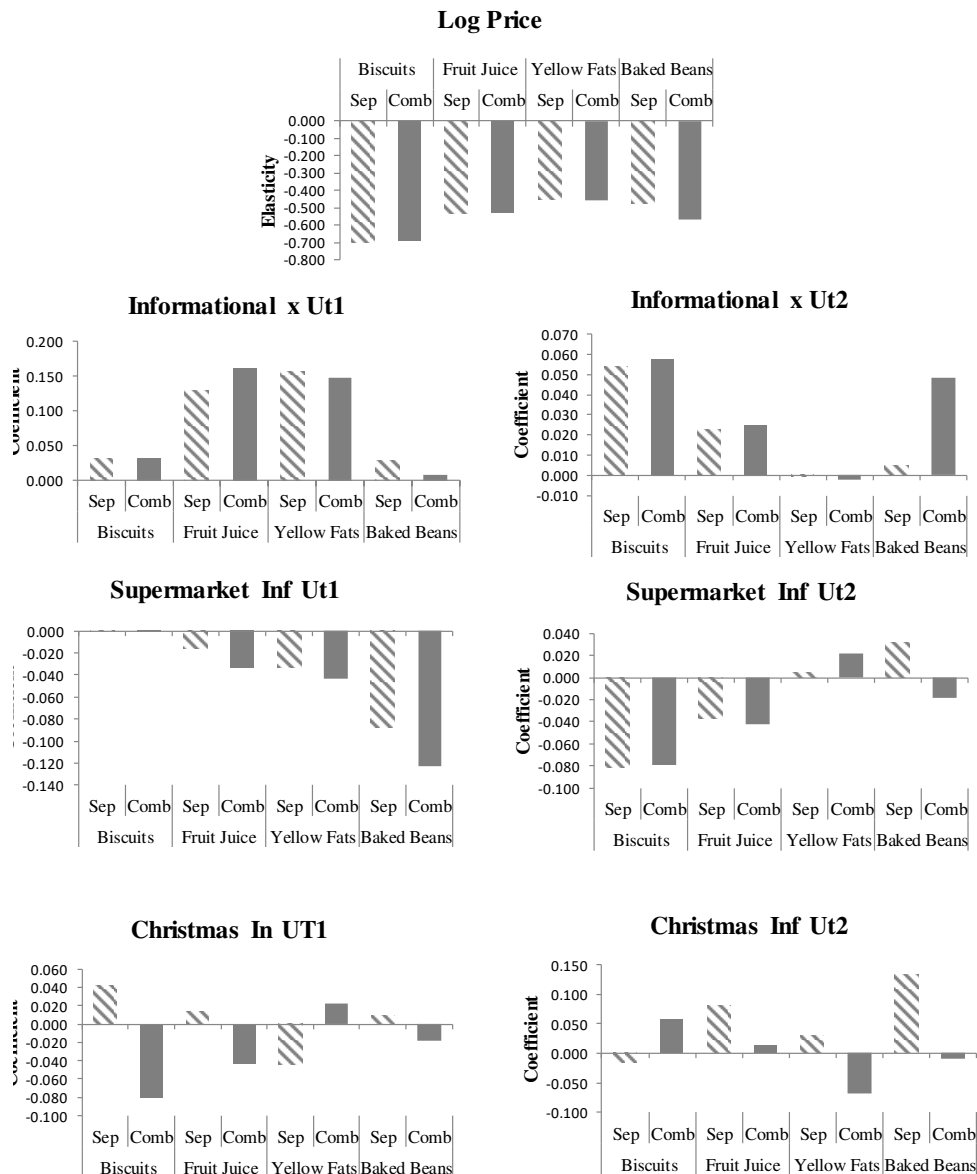 Log Price
Biscuits Fruit Juice Yellow Fats Baked Beans
Sep Comb Sep Comb Sep Comb Sep Comb
0.000
-0.100
-0.200
-0.300
-0.400
-0.500
-0.600
-0.700
-0.800
Elasticity
Informational x Ut1
0.200
0.150
0.100
0.050
0.000
Coefficient
Sep Comb Sep Comb Sep Comb Sep Comb
Biscuits Fruit Juice Yellow Fats Baked Beans
Informational x Ut2
0.070
0.060
0.050
0.040
0.030
0.020
0.010
0.000
-0.010
Coefficient
Sep Comb Sep Comb Sep Comb Sep Comb
Biscuits Fruit Juice Yellow Fats Baked Beans
Supermarket Inf Ut1
0.000
-0.020
-0.040
-0.060
-0.080
-0.100
-0.120
-0.140
Sep Comb Sep Comb Sep Comb Sep Comb
Biscuits Fruit Juice Yellow Fats Baked Beans
Supermarket Inf Ut2
0.040
0.020
0.000
-0.020
-0.040
-0.060
-0.080
-0.100
Coefficient
Sep Comb Sep Comb Sep Comb Sep Comb
Biscuits Fruit Juice Yellow Fats Baked Beans
Christmas In UT1
0.060
0.040
0.020
0.000
-0.020
-0.040
-0.060
-0.080
-0.100
Coefficient
Sep Comb Sep Comb Sep Comb Sep Comb
Biscuits Fruit Juice Yellow Fats Baked Beans
Christmas Inf Ut2
0.150
0.100
0.050
0.000
-0.050
-0.100
Coefficient
Sep Comb Sep Comb Sep Comb Sep Comb
Biscuits Fruit Juice Yellow Fats Baked Beans